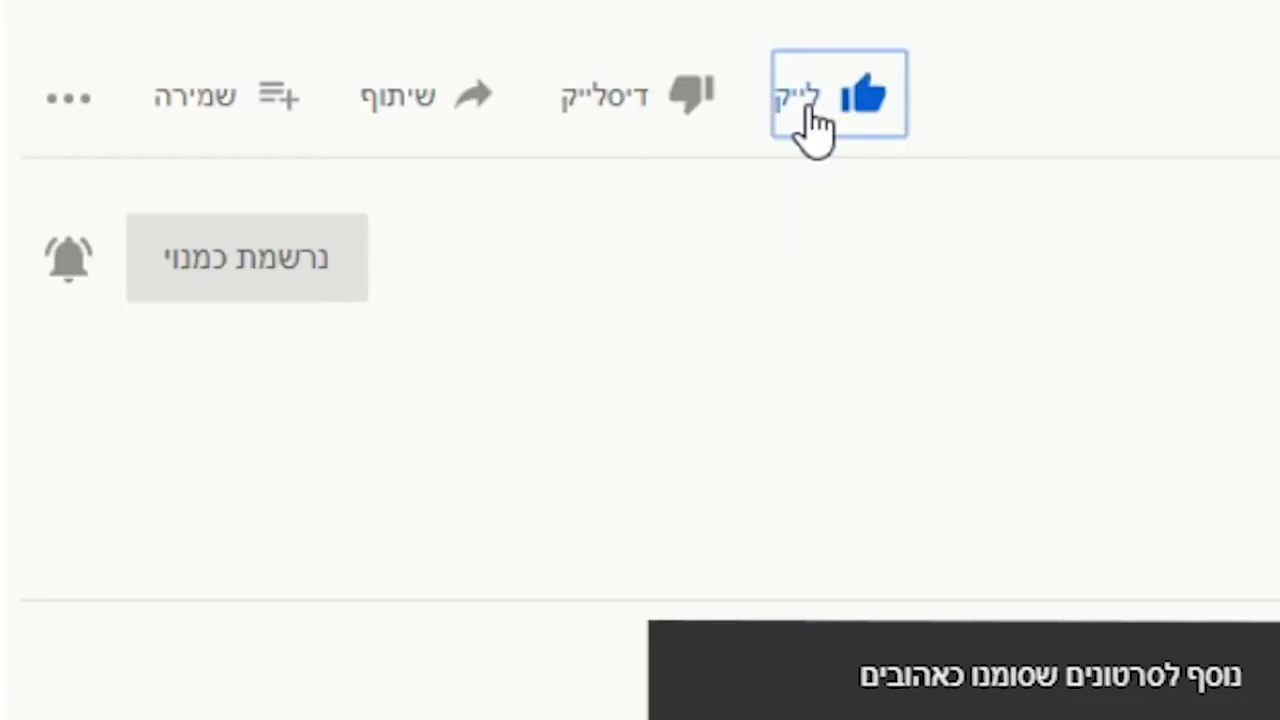 לייק דיסלייק שיתוף שמירה
נרשמת כמנוי
נוסף לסרטונים שסומנו כאהובים